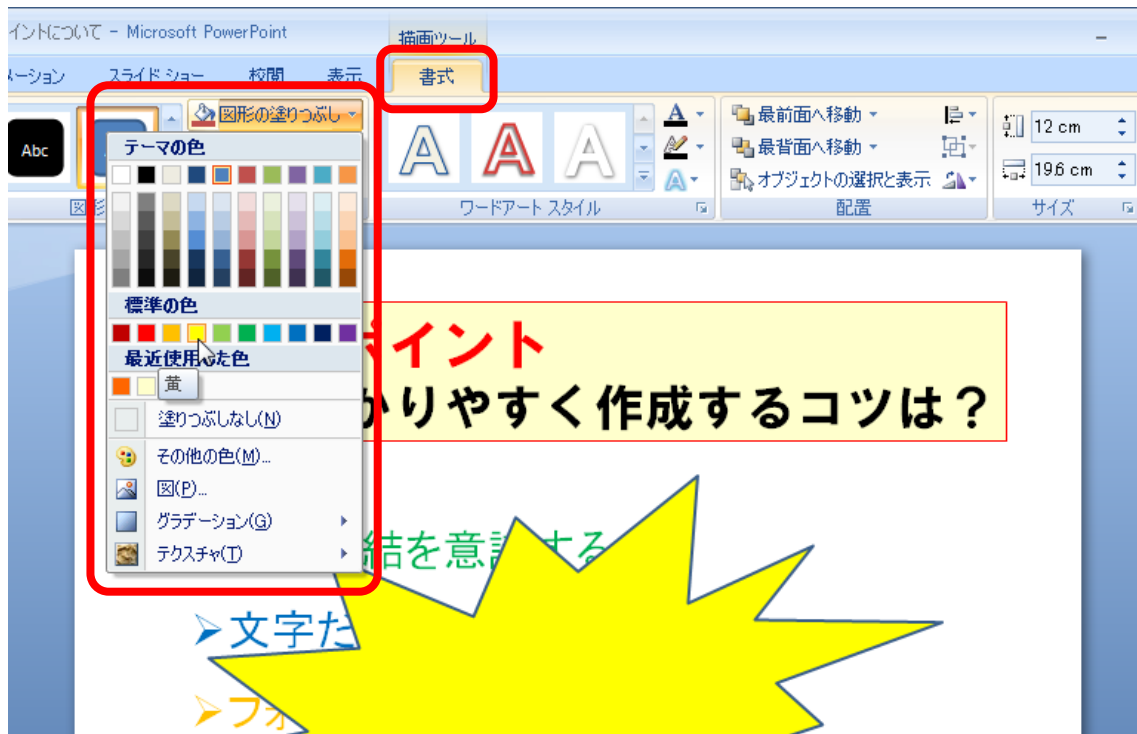 イントについて - Microsoft PowerPoint
描画ツール
メーション スライド ショー 校閲 表示 書式
Abc
図形の塗りつぶし
最前面へ移動
最背面へ移動
オブジェクトの選択と表示
12 cm
19.6 cm
図形
ワードアート スタイル
配置
サイズ
テーマの色
標準の色
最近使用した色
黄
塗りつぶしなし(N)
その他の色(M)...
図(P)...
グラデーション(G)
テクスチャ(T)
ポイント
かりやすく作成するコツは？
結を意識する
➢文字だ
➢フォ